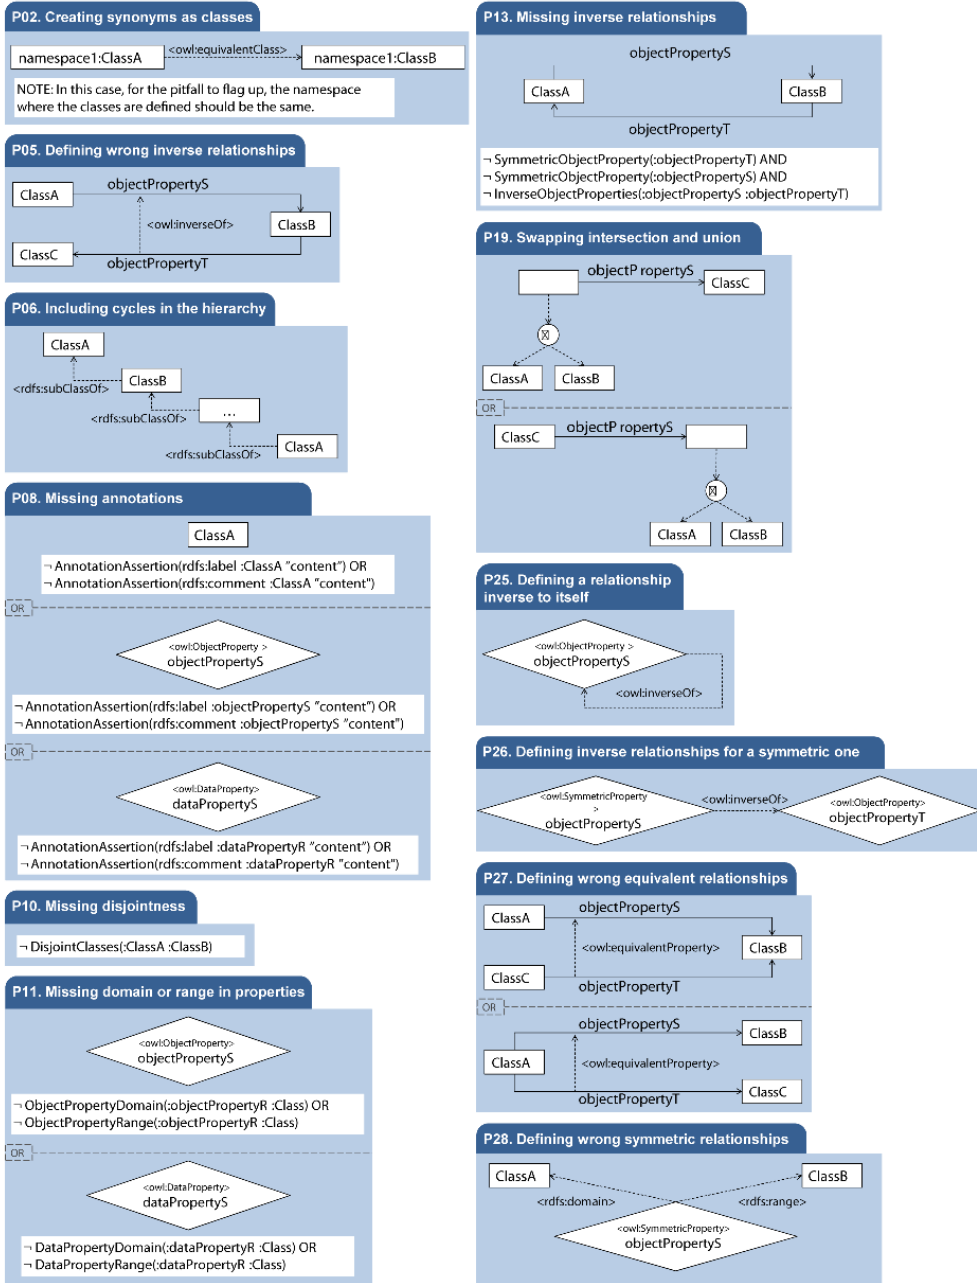 P02. Creating synonyms as classes
namespace1:ClassA
<owl:equivalentClass>
namespace1:ClassB
NOTE: In this case, for the pitfall to flag up, the namespace
where the classes are defined should be the same.
P05. Defining wrong inverse relationships
ClassA
objectPropertyS
<owl:inverseOf>
ClassB
ClassC
objectPropertyT
P06. Including cycles in the hierarchy
ClassA
<rdfs:subClassOf>
ClassB
<rdfs:subClassOf>
...
<rdfs:subClassOf>
ClassA
P08. Missing annotations
ClassA
¬ AnnotationAssertion(rdfs:label :ClassA "content") OR
¬ AnnotationAssertion(rdfs:comment :ClassA "content")
OR
<owl:ObjectProperty >
objectPropertyS
¬ AnnotationAssertion(rdfs:label :objectPropertyS "content") OR
¬ AnnotationAssertion(rdfs:comment :objectPropertyS "content")
OR
<owl:DataProperty>
dataPropertyS
¬ AnnotationAssertion(rdfs:label :dataPropertyR "content") OR
¬ AnnotationAssertion(rdfs:comment :dataPropertyR "content")
P10. Missing disjointness
¬ DisjointClasses(:ClassA :ClassB)
P11. Missing domain or range in properties
<owl:ObjectProperty>
objectPropertyS
¬ ObjectPropertyDomain(:objectPropertyR :Class) OR
¬ ObjectPropertyRange(:objectPropertyR :Class)
OR
<owl:DataProperty>
dataPropertyS
¬ DataPropertyDomain(:dataPropertyR :Class) OR
¬ DataPropertyRange(:dataPropertyR :Class)
P13. Missing inverse relationships
objectPropertyS
ClassA
ClassB
objectPropertyT
¬ SymmetricObjectProperty(:objectPropertyT) AND
¬ SymmetricObjectProperty(:objectPropertyS) AND
¬ InverseObjectProperties(:objectPropertyS :objectPropertyT)
P19. Swapping intersection and union
objectP ropertyS
ClassC
ClassA
ClassB
OR
ClassC
objectP ropertyS
ClassA
ClassB
P25. Defining a relationship
inverse to itself
<owl:ObjectProperty >
objectPropertyS
<owl:inverseOf>
P26. Defining inverse relationships for a symmetric one
<owl:SymmetricProperty
>
objectPropertyS
<owl:inverseOf>
<owl:ObjectProperty>
objectPropertyT
P27. Defining wrong equivalent relationships
ClassA
objectPropertyS
<owl:equivalentProperty>
ClassB
ClassC
objectPropertyT
OR
objectPropertyS
ClassB
ClassA
<owl:equivalentProperty>
objectPropertyT
ClassC
P28. Defining wrong symmetric relationships
ClassA
ClassB
<rdfs:domain>
<rdfs:range>
<owl:SymmetricProperty>
objectPropertyS